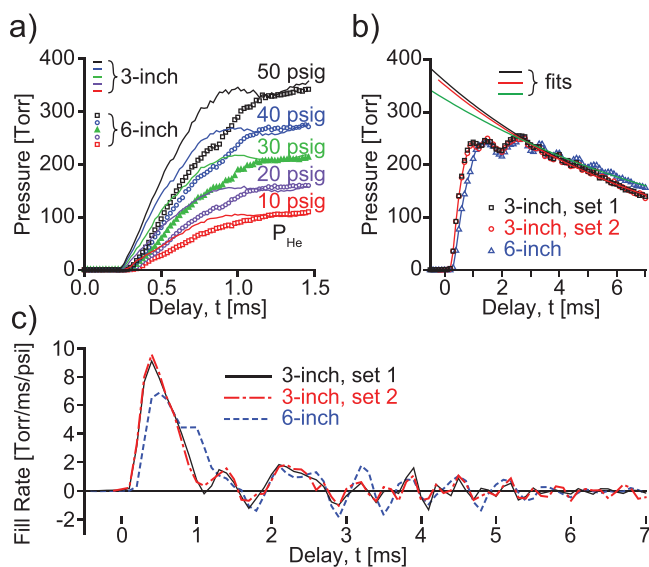 a)
Pressure [Torr]
400
300
200
100
0
0.0
0.5
1.0
1.5
Delay, t [ms]
3-inch
6-inch
50 psig
40 psig
30 psig
20 psig
10 psig
P_He
b)
Pressure [Torr]
400
300
200
100
0
0
2
4
6
Delay, t [ms]
fits
3-inch, set 1
3-inch, set 2
6-inch
c)
Fill Rate [Torr/ms/psi]
10
8
6
4
2
0
-2
0
1
2
3
4
5
6
7
Delay, t [ms]
3-inch, set 1
3-inch, set 2
6-inch